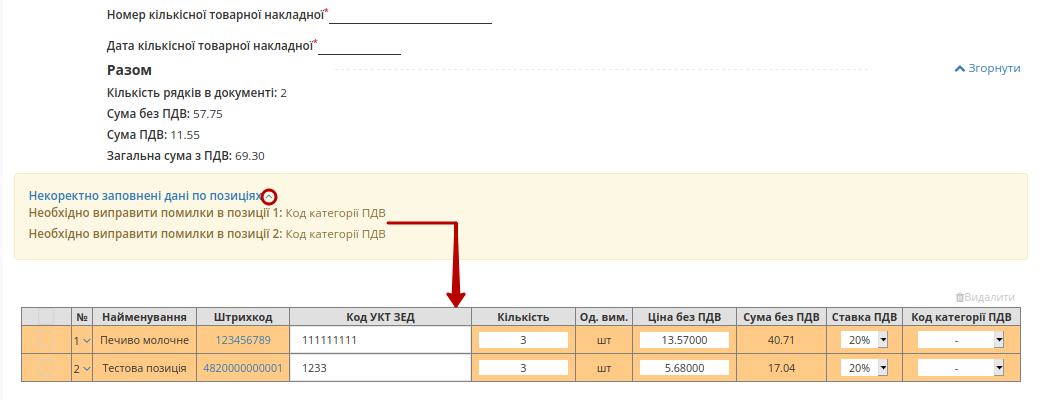 Номер кількісної товарної накладної*
Дата кількісної товарної накладної*
Разом
Згорнути
Кількість рядків в документі: 2
Сума без ПДВ: 57.75
Сума ПДВ: 11.55
Загальна сума з ПДВ: 69.30
Некоректно заповнені дані по позиціях
Необхідно виправити помилки в позиції 1: Код категорії ПДВ
Необхідно виправити помилки в позиції 2: Код категорії ПДВ
Видалити
№ Найменування Штрихкод Код УКТ ЗЕД Кількість Од. вим. Ціна без ПДВ Сума без ПДВ Ставка ПДВ Код категорії ПДВ
1 Печиво молочне 123456789 111111111 3 шт 13.57000 40.71 20% -
2 Тестова позиція 4820000000001 1233 3 шт 5.68000 17.04 20% -